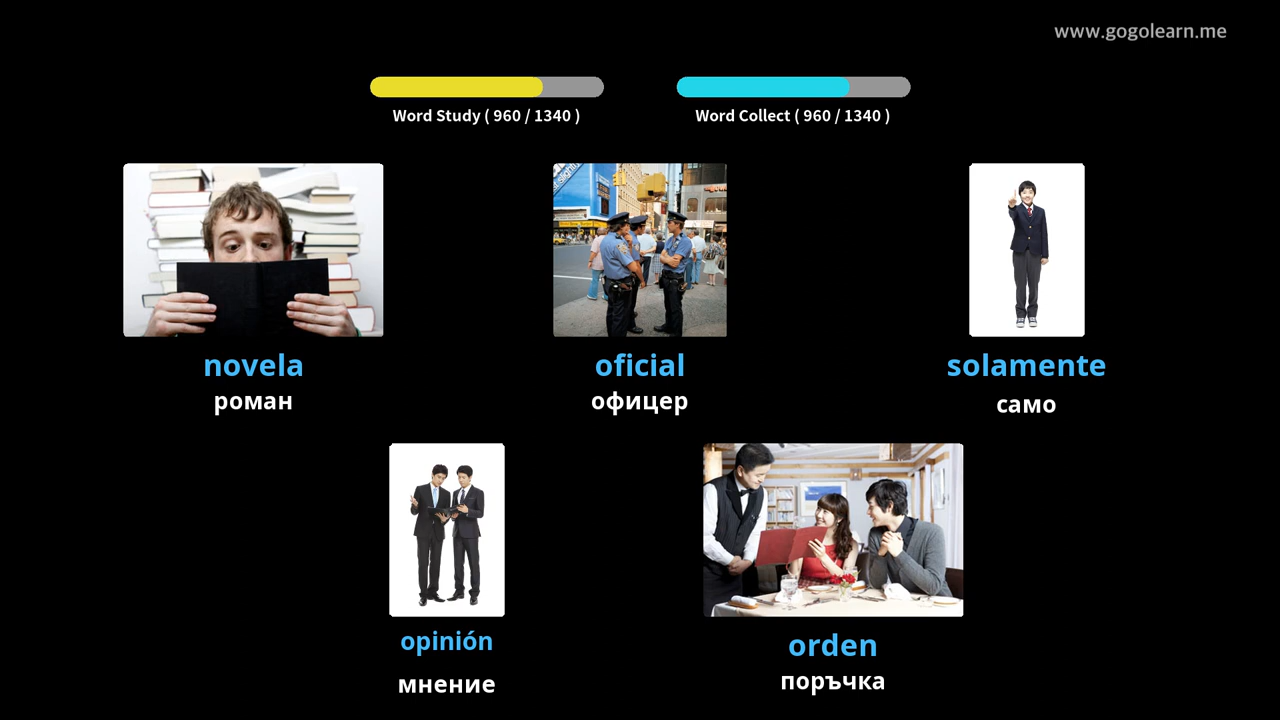 www.gogolearn.me
Word Study ( 960 / 1340 )
Word Collect ( 960 / 1340 )
novela
роман
oficial
офицер
solamente
само
opinión
мнение
orden
поръчка